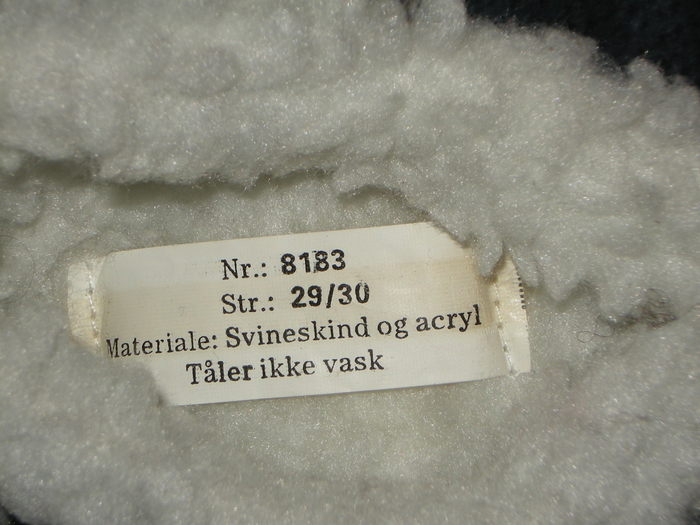 Nr.: 8183
Str.: 29/30
Materiale: Svineskind og acryl
Tåler ikke vask